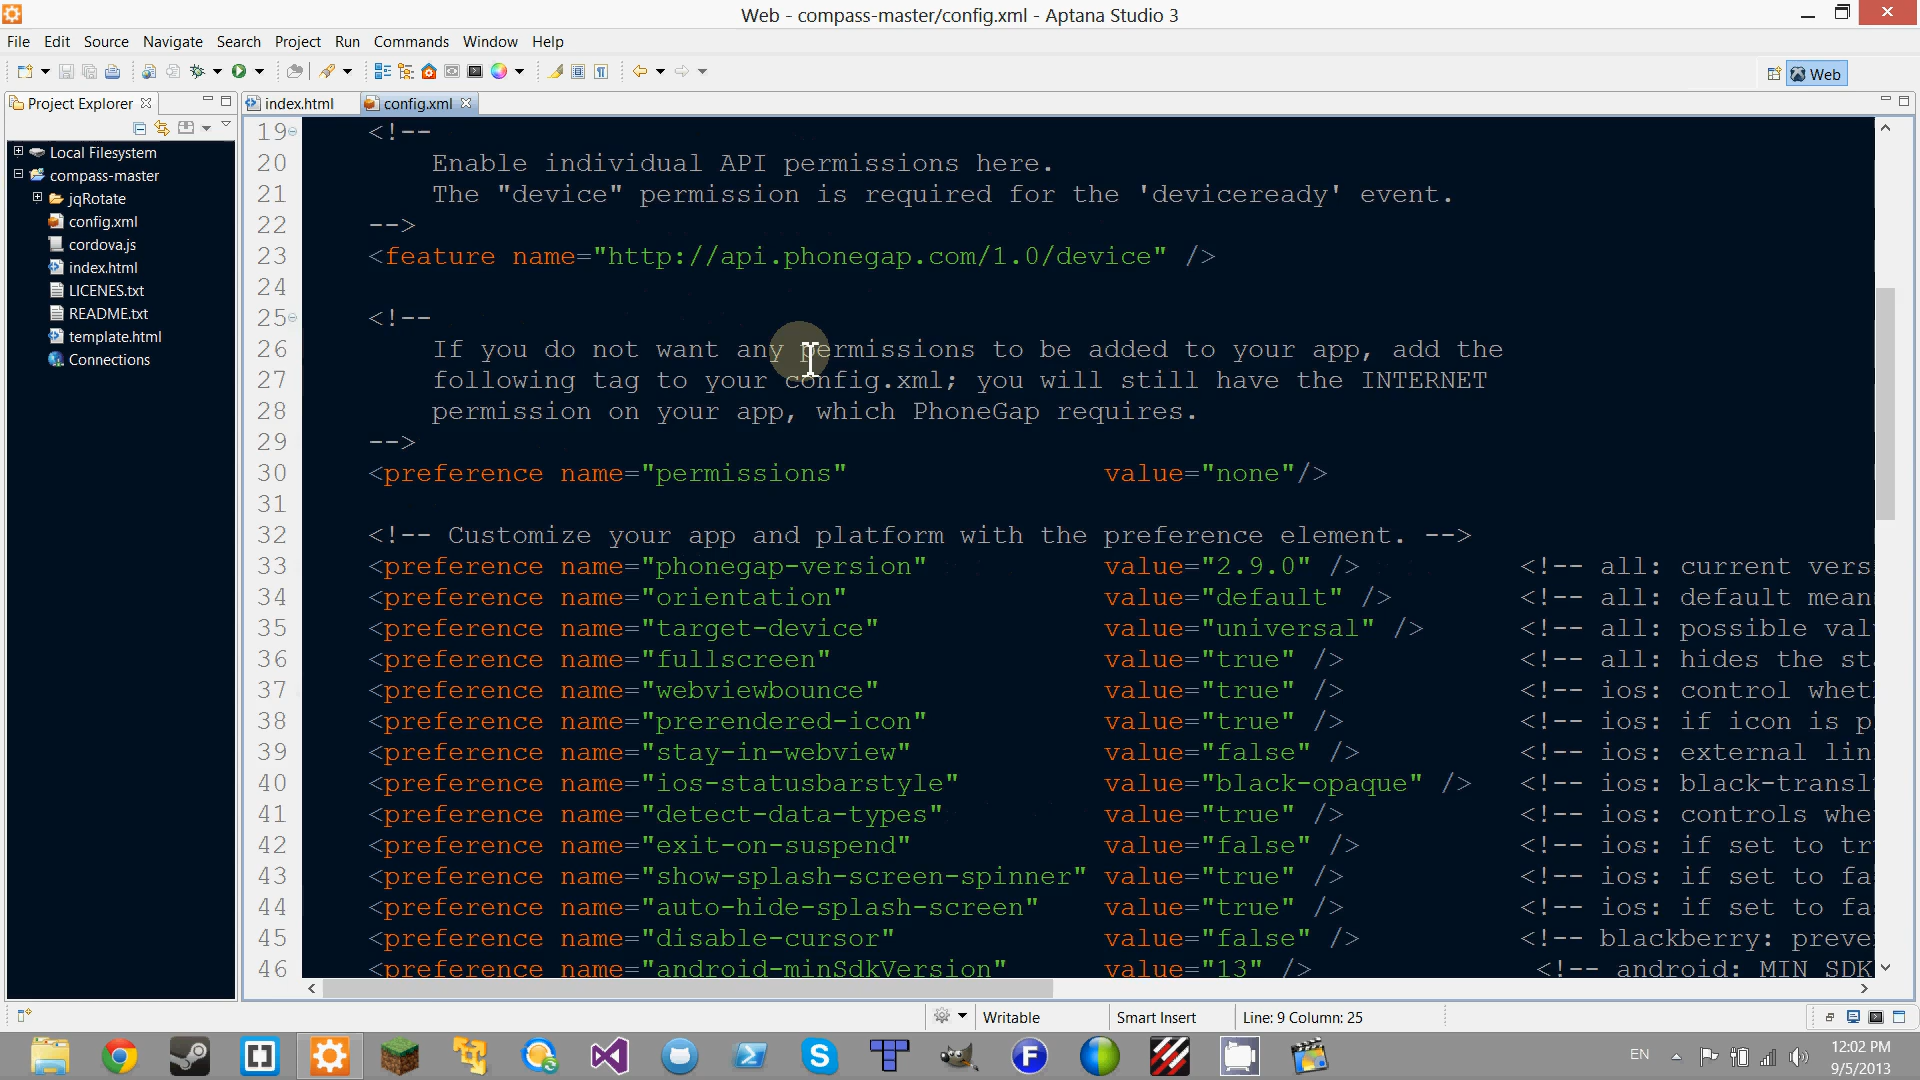 Web - compass-master/config.xml - Aptana Studio 3
File Edit Source Navigate Search Project Run Commands Window Help
Web
Project Explorer
index.html
config.xml
Local Filesystem
compass-master
jqRotate
config.xml
cordova.js
index.html
LICENES.txt
README.txt
template.html
Connections
19 <!--
20 Enable individual API permissions here.
21 The "device" permission is required for the 'deviceready' event.
22 -->
23 <feature name="http://api.phonegap.com/1.0/device" />
24
25 <!--
26 If you do not want any permissions to be added to your app, add the
27 following tag to your config.xml; you will still have the INTERNET
28 permission on your app, which PhoneGap requires.
29 -->
30 <preference name="permissions" value="none"/>
31
32 <!-- Customize your app and platform with the preference element. -->
33 <preference name="phonegap-version" value="2.9.0" /> <!-- all: current vers
34 <preference name="orientation" value="default" /> <!-- all: default mean
35 <preference name="target-device" value="universal" /> <!-- all: possible val
36 <preference name="fullscreen" value="true" /> <!-- all: hides the st
37 <preference name="webviewbounce" value="true" /> <!-- ios: control whet
38 <preference name="prerendered-icon" value="true" /> <!-- ios: if icon is p
39 <preference name="stay-in-webview" value="false" /> <!-- ios: external lin
40 <preference name="ios-statusbarstyle" value="black-opaque" /> <!-- ios: black-transl
41 <preference name="detect-data-types" value="true" /> <!-- ios: controls whe
42 <preference name="exit-on-suspend" value="false" /> <!-- ios: if set to tr
43 <preference name="show-splash-screen-spinner" value="true" /> <!-- ios: if set to fa
44 <preference name="auto-hide-splash-screen" value="true" /> <!-- ios: if set to fa
45 <preference name="disable-cursor" value="false" /> <!-- blackberry: preve
46 <preference name="android-minSdkVersion" value="13" /> <!-- android: MIN SDK
Writable
Smart Insert
Line: 9 Column: 25
EN
12:02 PM
9/5/2013